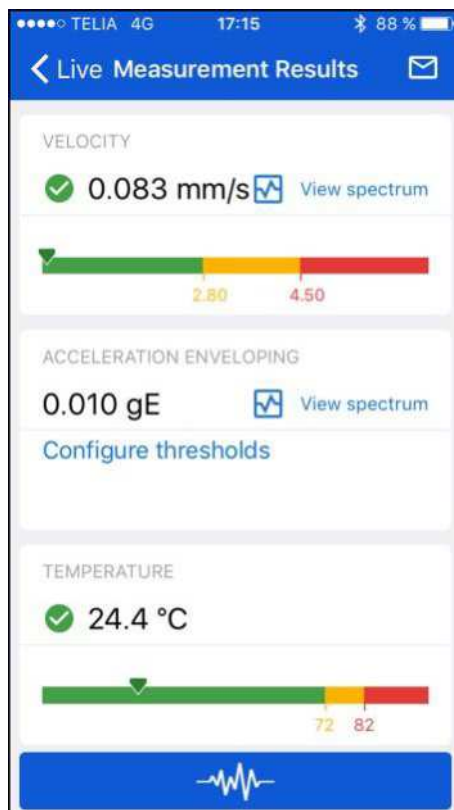 TELIA 4G 17:15 88 %
Live Measurement Results
VELOCITY
0.083 mm/s View spectrum
2.80 4.50
ACCELERATION ENVELOPING
0.010 gE View spectrum
Configure thresholds
TEMPERATURE
24.4 °C
72 82